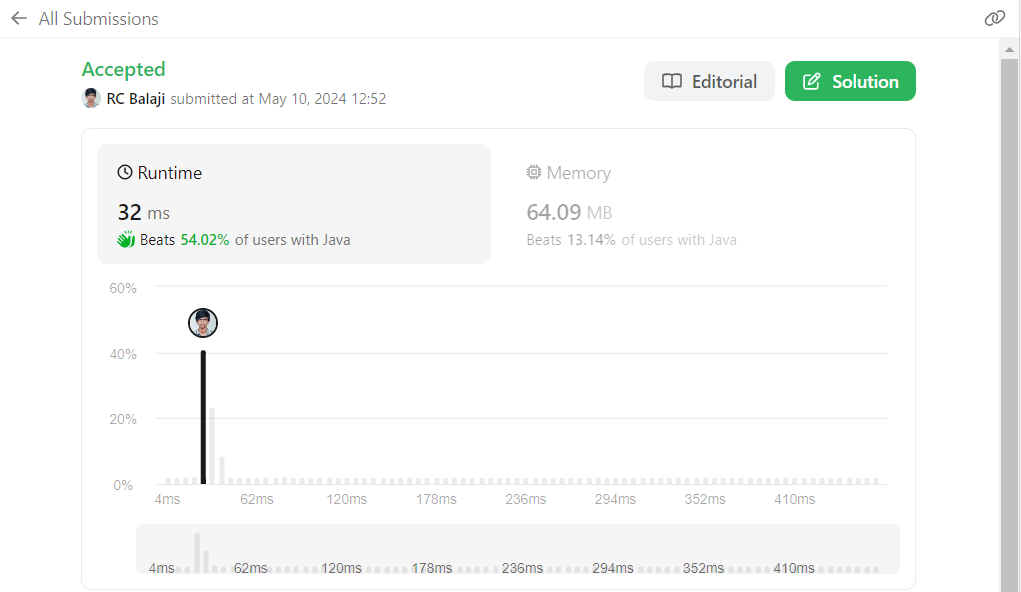 All Submissions
Accepted
RC Balaji submitted at May 10, 2024 12:52
Editorial
Solution
Runtime
32 ms
Beats 54.02% of users with Java
Memory
64.09 MB
Beats 13.14% of users with Java
60%
40%
20%
0%
4ms 62ms 120ms 178ms 236ms 294ms 352ms 410ms
4ms 62ms 120ms 178ms 236ms 294ms 352ms 410ms